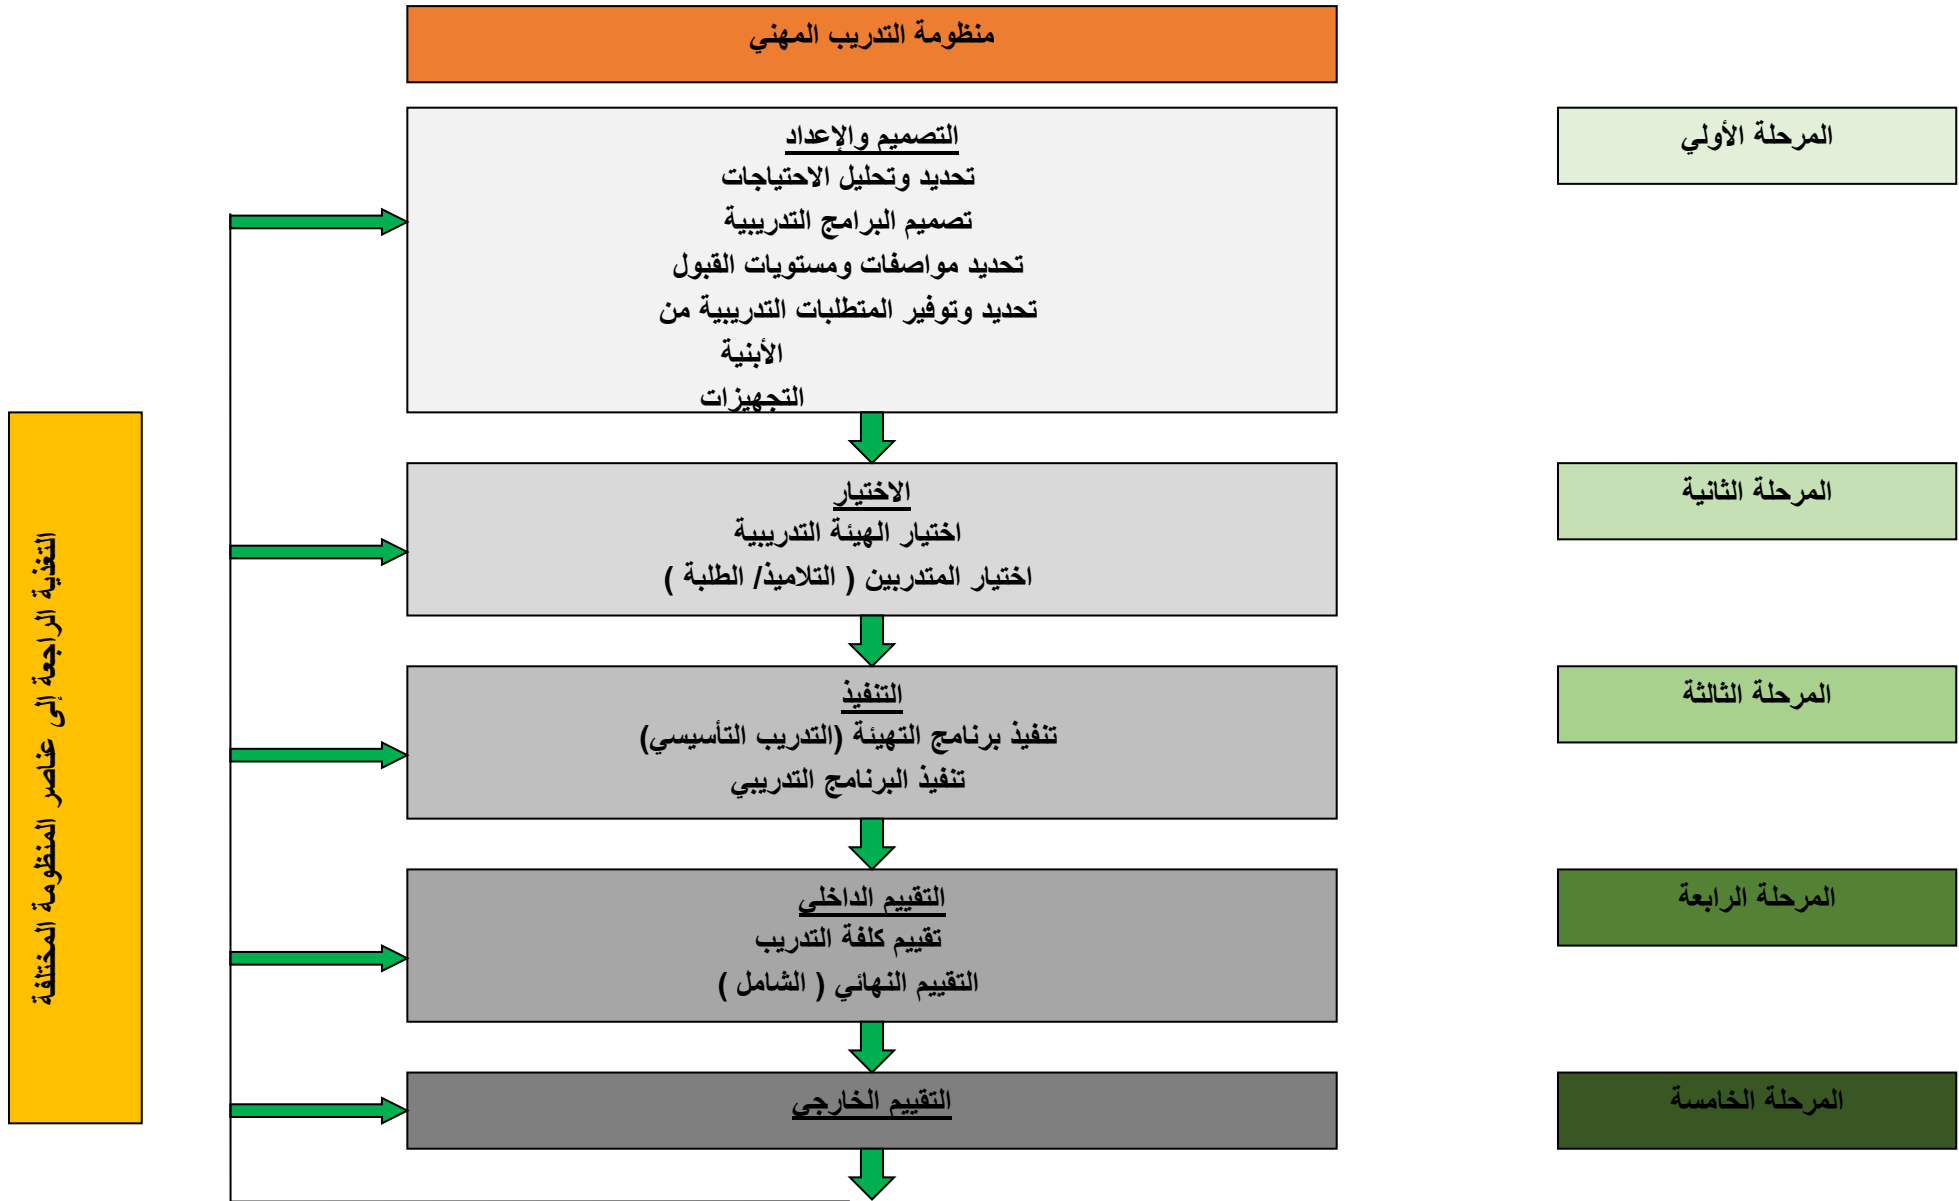 منظومة التدريب المهني
المرحلة الأولي
التصميم والإعداد
تحديد وتحليل الاحتياجات
تصميم البرامج التدريبية
تحديد مواصفات ومستويات القبول
تحديد وتوفير المتطلبات التدريبية من
الأبنية
التجهيزات
المرحلة الثانية
الاختيار
اختيار الهيئة التدريبية
اختيار المتدربين ( التلاميذ/ الطلبة )
المرحلة الثالثة
التنفيذ
تنفيذ برنامج التهيئة (التدريب التأسيسي)
تنفيذ البرنامج التدريبي
المرحلة الرابعة
التقييم الداخلي
تقييم كلفة التدريب
التقييم النهائي ( الشامل )
المرحلة الخامسة
التقييم الخارجي
التغذية الراجعة إلى عناصر المنظومة المختلفة